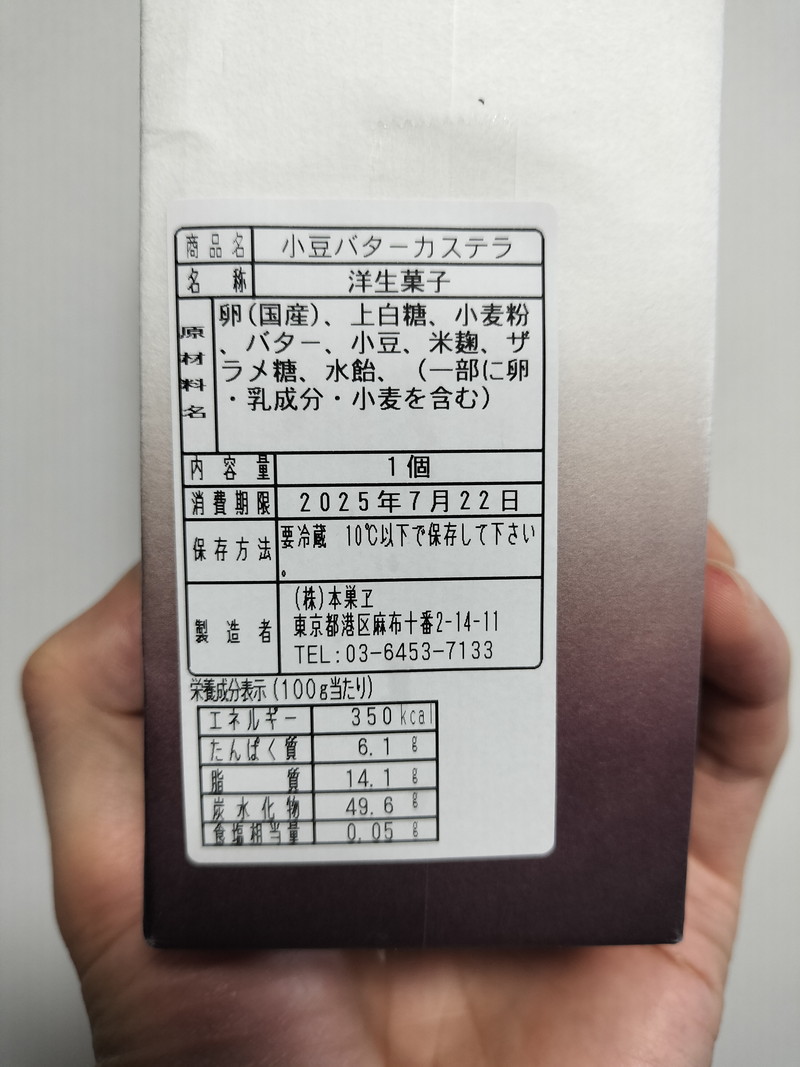 商品名 小豆バターカステラ
名称 洋生菓子
原材料名 卵(国産)、上白糖、小麦粉
、バター、小豆、米麹、ザ
ラメ糖、水飴、(一部に卵
・乳成分・小麦を含む)
内容量 1個
消費期限 2025年7月22日
保存方法 要冷蔵 10℃以下で保存して下さい
。
製造者 (株)本巣ヱ
東京都港区麻布十番2-14-11
TEL:03-6453-7133
栄養成分表示(100g当たり)
エネルギー 350kcal
たんぱく質 6.1g
脂質 14.1g
炭水化物 49.6g
食塩相当量 0.05g